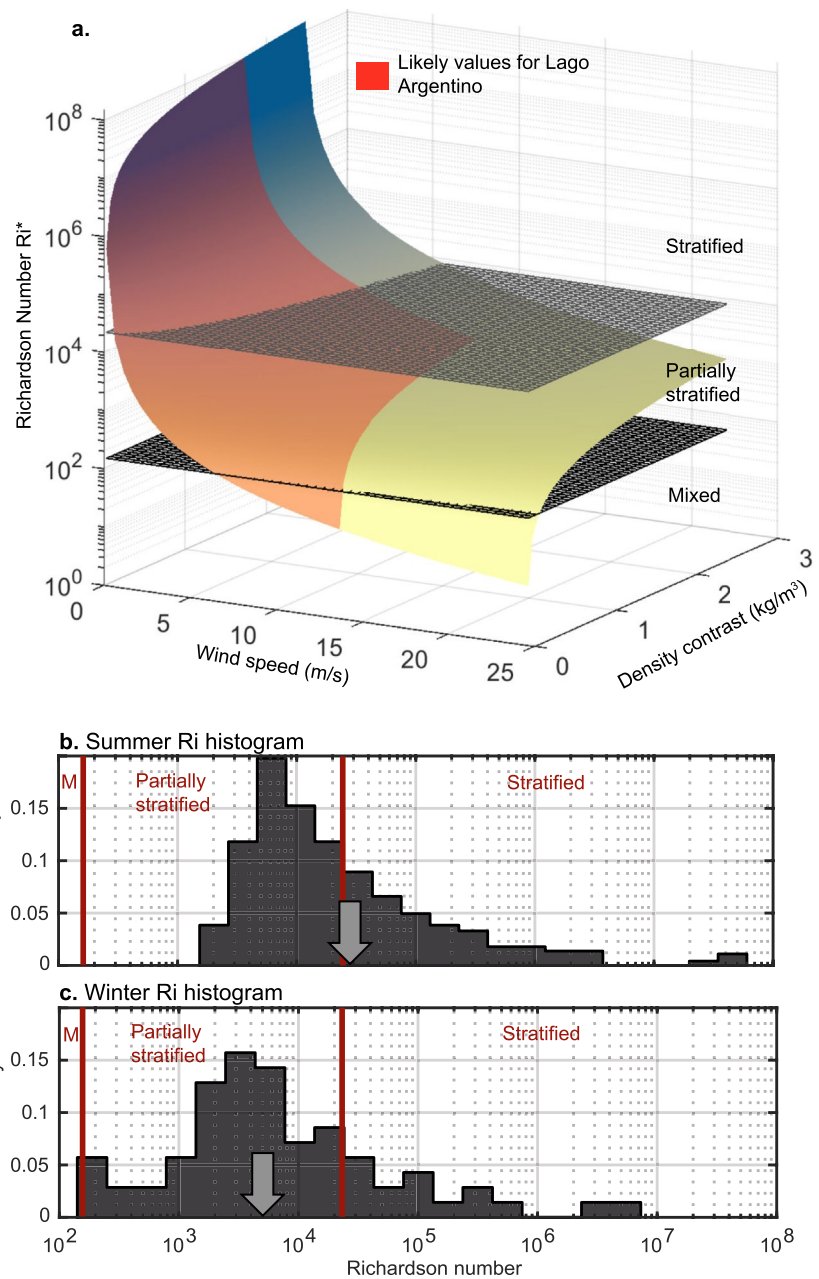 a.
Likely values for Lago
Argentino
10^8
10^6
10^4
10^2
10^0
Richardson Number Ri*
Stratified
Partially
stratified
Mixed
0
5
10
15
20
25
Wind speed (m/s)
0
1
2
3
Density contrast (kg/m³)
b. Summer Ri histogram
M
Partially
stratified
Stratified
0.15
0.1
0.05
0
c. Winter Ri histogram
M
Partially
stratified
Stratified
0.15
0.1
0.05
0
10^2 10^3 10^4 10^5 10^6 10^7 10^8
Richardson number